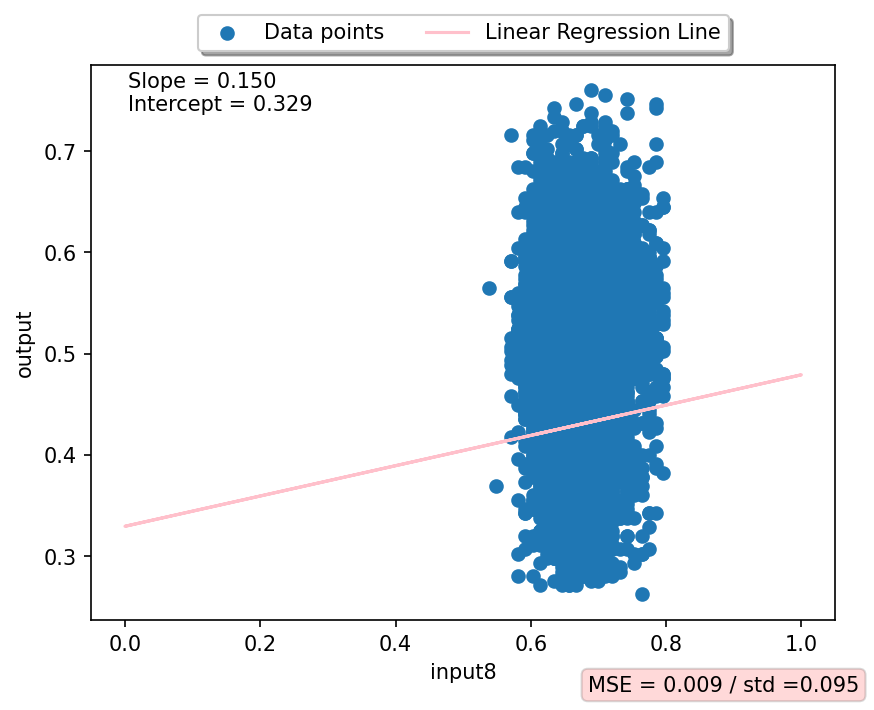 Data points
Linear Regression Line
Slope = 0.150
Intercept = 0.329
0.7
0.6
0.5
0.4
0.3
output
0.0
0.2
0.4
0.6
0.8
1.0
input8
MSE = 0.009 / std =0.095